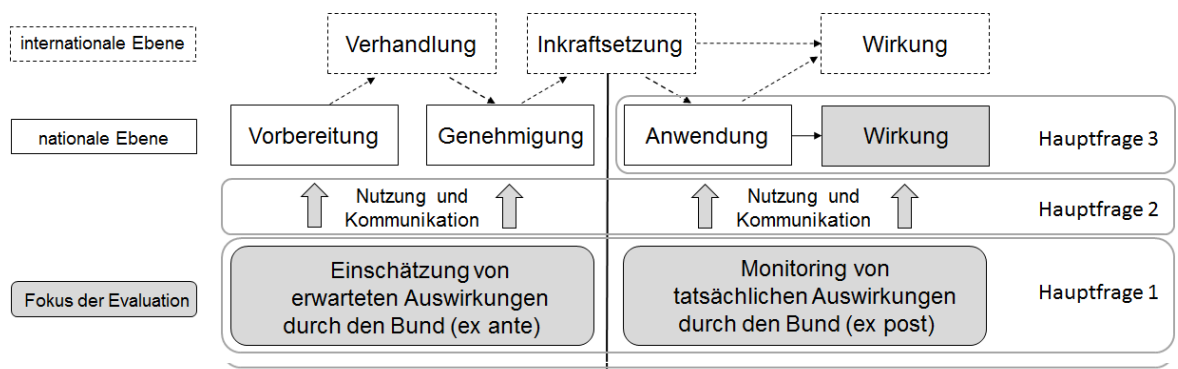 internationale Ebene
Verhandlung
Inkraftsetzung
Wirkung
nationale Ebene
Vorbereitung
Genehmigung
Anwendung
Wirkung
Hauptfrage 3
Nutzung und
Kommunikation
Nutzung und
Kommunikation
Hauptfrage 2
Fokus der Evaluation
Einschätzung von
erwarteten Auswirkungen
durch den Bund (ex ante)
Monitoring von
tatsächlichen Auswirkungen
durch den Bund (ex post)
Hauptfrage 1